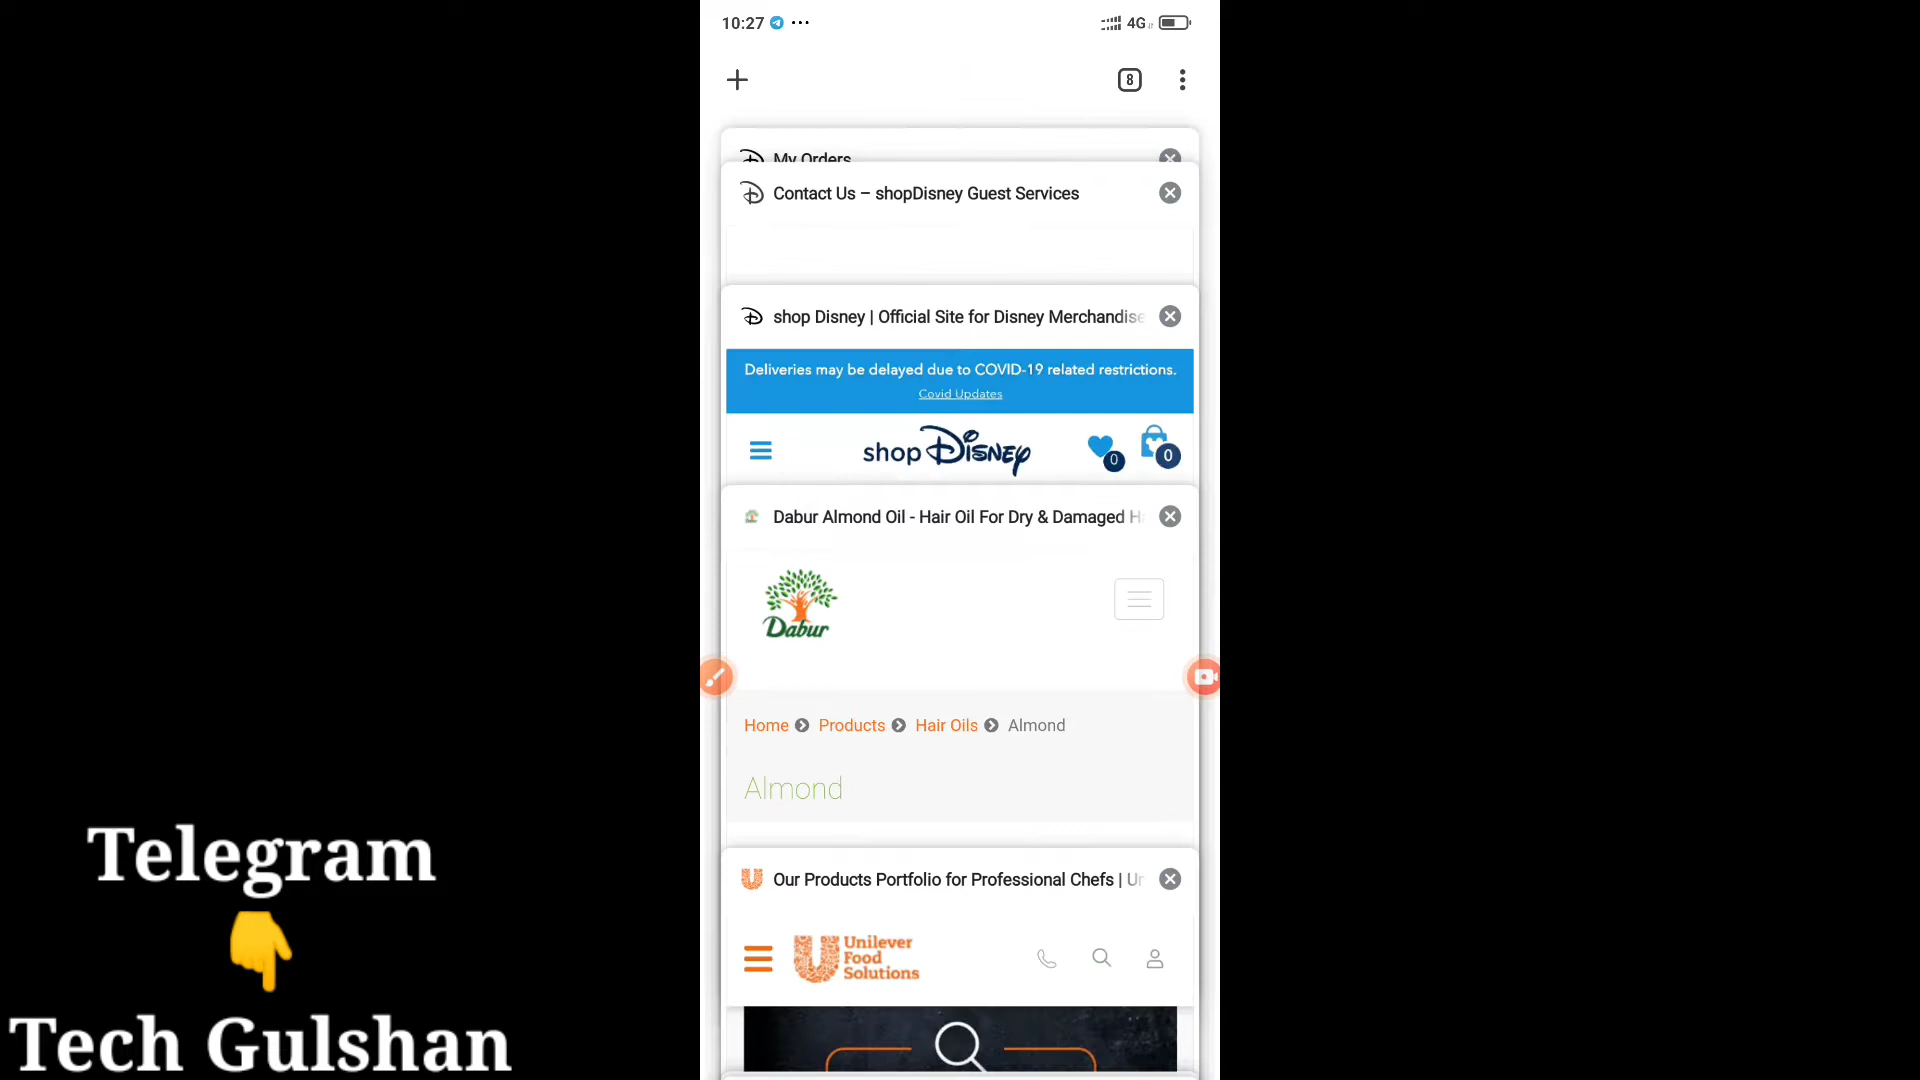 10:27
4G
8
My Orders
Contact Us – shopDisney Guest Services
shop Disney | Official Site for Disney Merchandise
Deliveries may be delayed due to COVID-19 related restrictions.
Covid Updates
shop Disney
0
0
Dabur Almond Oil - Hair Oil For Dry & Damaged H
Dabur
Home Products Hair Oils Almond
Almond
Our Products Portfolio for Professional Chefs | Un
Unilever
Food
Solutions
Telegram
Tech Gulshan